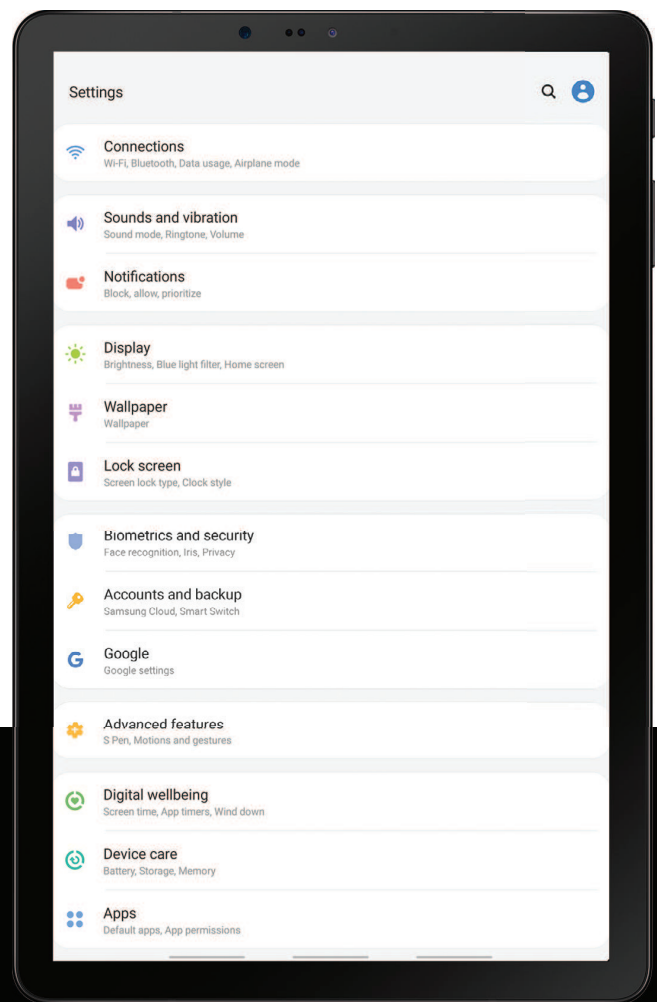 Settings
Connections
Wi-Fi, Bluetooth, Data usage, Airplane mode
Sounds and vibration
Sound mode, Ringtone, Volume
Notifications
Block, allow, prioritize
Display
Brightness, Blue light filter, Home screen
Wallpaper
Wallpaper
Lock screen
Screen lock type, Clock style
Biometrics and security
Face recognition, Iris, Privacy
Accounts and backup
Samsung Cloud, Smart Switch
Google
Google settings
Advanced features
S Pen, Motions and gestures
Digital wellbeing
Screen time, App timers, Wind down
Device care
Battery, Storage, Memory
Apps
Default apps, App permissions